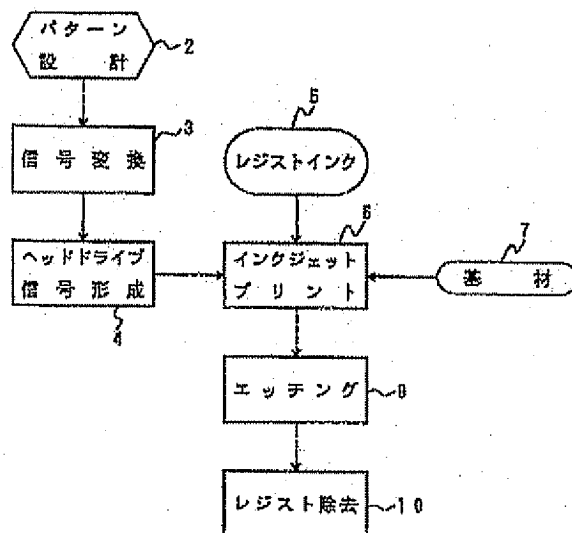 パターン
設計
2
信号変換
3
ヘッドドライブ
信号形成
4
レジストインク
5
インクジェット
プリント
6
基材
7
エッチング
9
レジスト除去
10